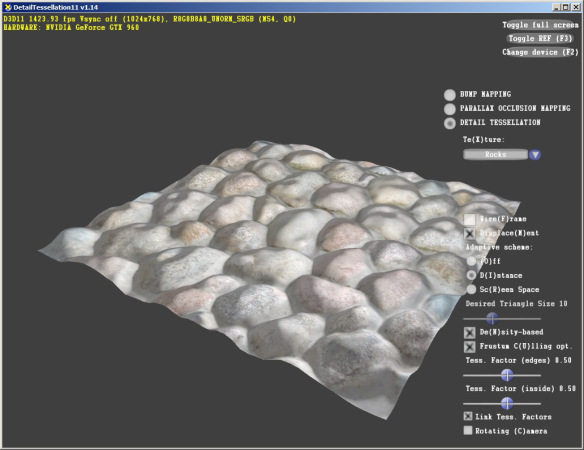 DetailTessellation11 v1.14
D3D11 1423.93 fps Vsync off (1024x768), R8G8B8A8_UNORM_SRGB (MS4, Q8)
HARDWARE: NVIDIA GeForce GTX 960
Toggle full screen
Toggle REF (F3)
Change device (F2)
BUMP MAPPING
PARALLAX OCCLUSION MAPPING
DETAIL TESSELLATION
Te(X)ture:
Rocks
Wire(F)rame
Displace(M)ent
Adaptive scheme:
(O)ff
D(I)stance
Sc(R)een Space
Desired Triangle Size 10
De(N)sity-based
Frustum C(U)lling opt.
Tess. Factor (edges) 8.50
Tess. Factor (inside) 8.50
Link Tess. Factors
Rotating (C)amera